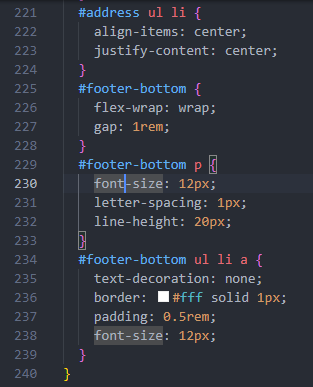 221 #address ul li {
222 align-items: center;
223 justify-content: center;
224 }
225 #footer-bottom {
226 flex-wrap: wrap;
227 gap: 1rem;
228 }
229 #footer-bottom p {
230 font-size: 12px;
231 letter-spacing: 1px;
232 line-height: 20px;
233 }
234 #footer-bottom ul li a {
235 text-decoration: none;
236 border: #fff solid 1px;
237 padding: 0.5rem;
238 font-size: 12px;
239 }
240 }